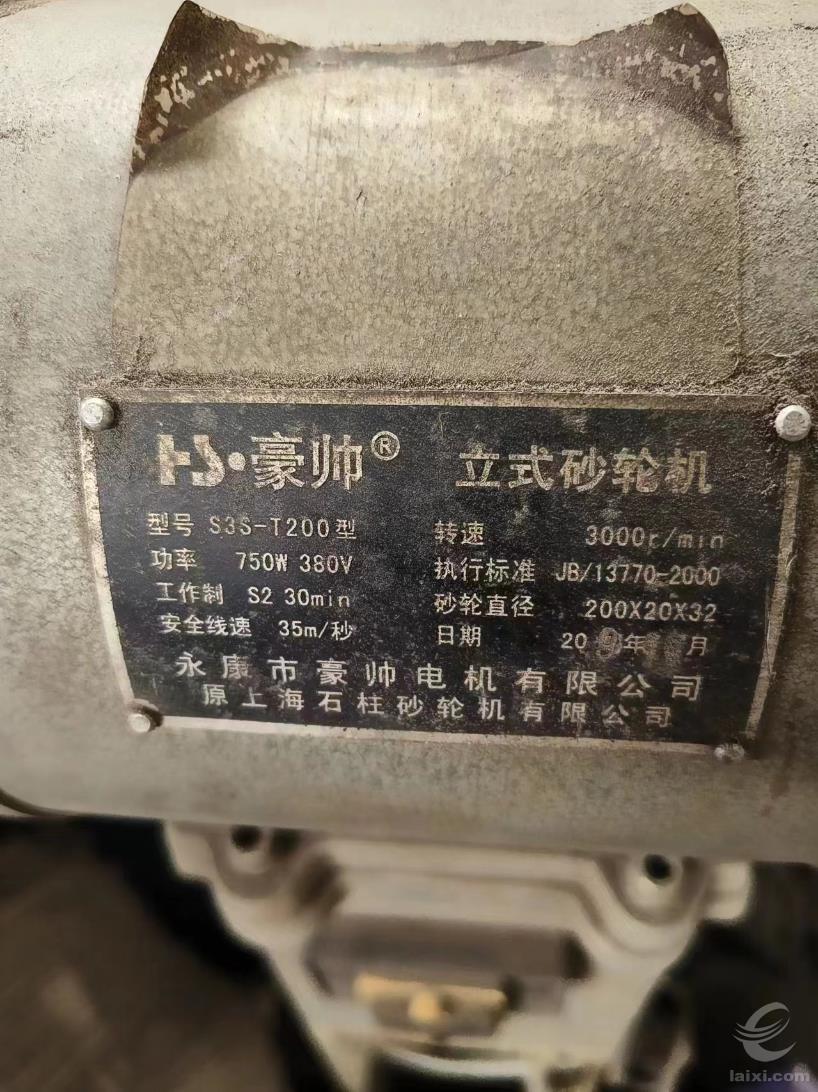 HS·豪帅® 立式砂轮机
型号 S3S-T200型 转速 3000r/min
功率 750W 380V 执行标准 JB/13770-2000
工作制 S2 30min 砂轮直径 200X20X32
安全线速 35m/秒 日期 20 年 月
永康市豪帅电机有限公司
原上海石柱砂轮机有限公司
laixi.com